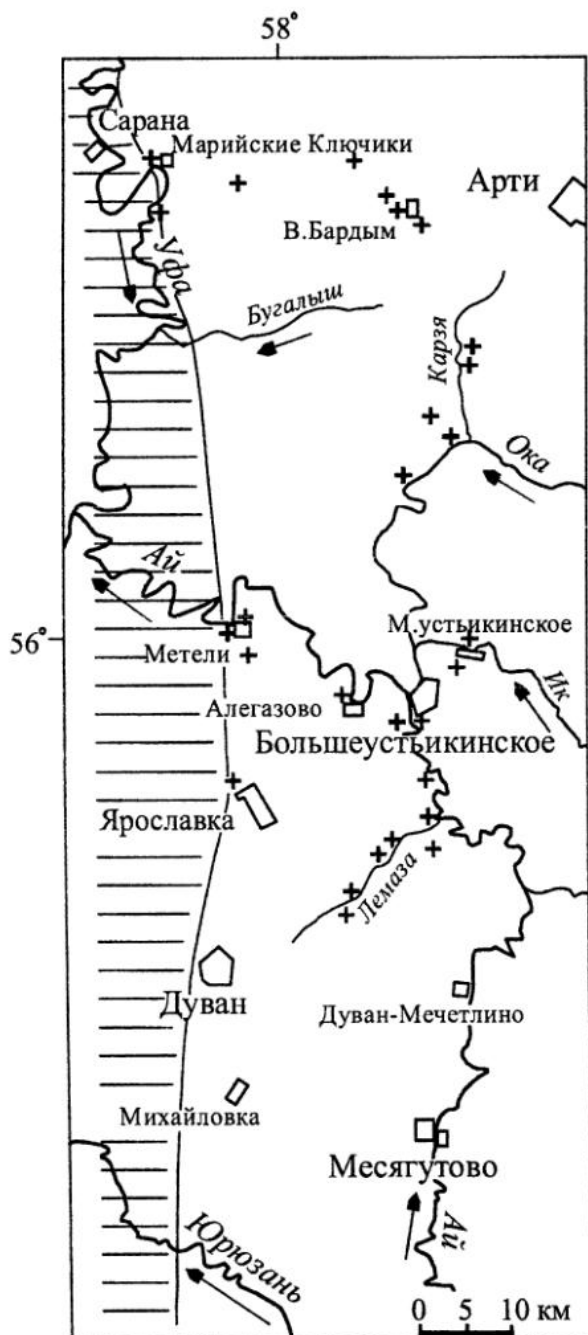 58°
Сарана
Марийские Ключики
Арти
В.Бардым
Уфа
Бугалыш
Карзя
Ока
Ай
56°
М.устьикинское
Метели
Ик
Алегазово
Большеустьикинское
Ярославка
Лемаза
Дуван
Дуван-Мечетлино
Михайловка
Месягутово
Ай
Юрюзань
0 5 10 км